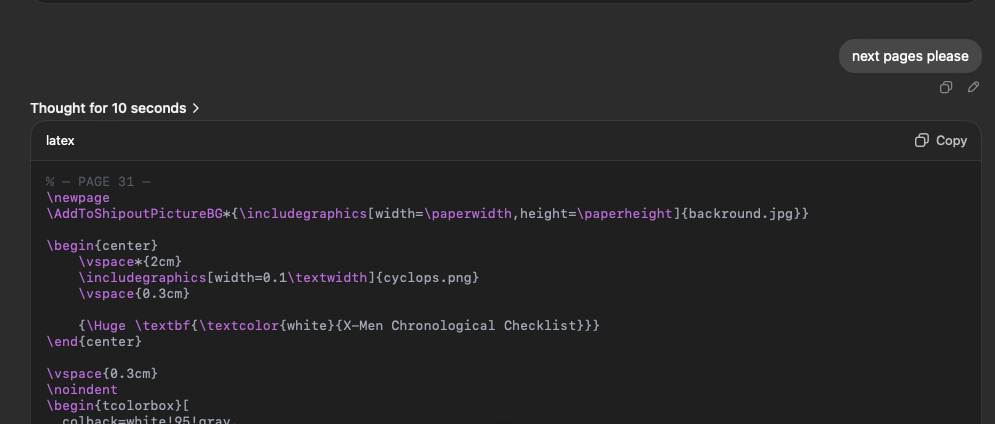 next pages please
Thought for 10 seconds
latex
Copy
% — PAGE 31 —
\newpage
\AddToShipoutPictureBG*{\includegraphics[width=\paperwidth,height=\paperheight]{backround.jpg}}
\begin{center}
\vspace*{2cm}
\includegraphics[width=0.1\textwidth]{cyclops.png}
\vspace{0.3cm}
{\Huge \textbf{\textcolor{white}{X-Men Chronological Checklist}}}
\end{center}
\vspace{0.3cm}
\noindent
\begin{tcolorbox}[
colback=white!95!gray,